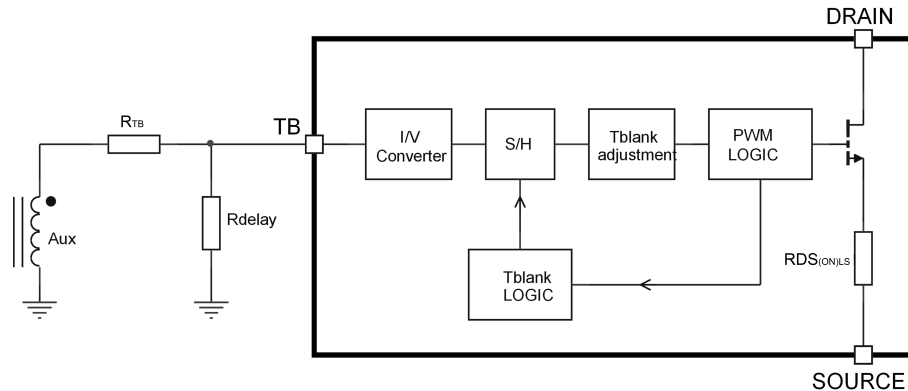 DRAIN
RTB
TB
I/V
Converter
S/H
Tblank
adjustment
PWM
LOGIC
Aux
Rdelay
Tblank
LOGIC
RDS(ON)LS
SOURCE